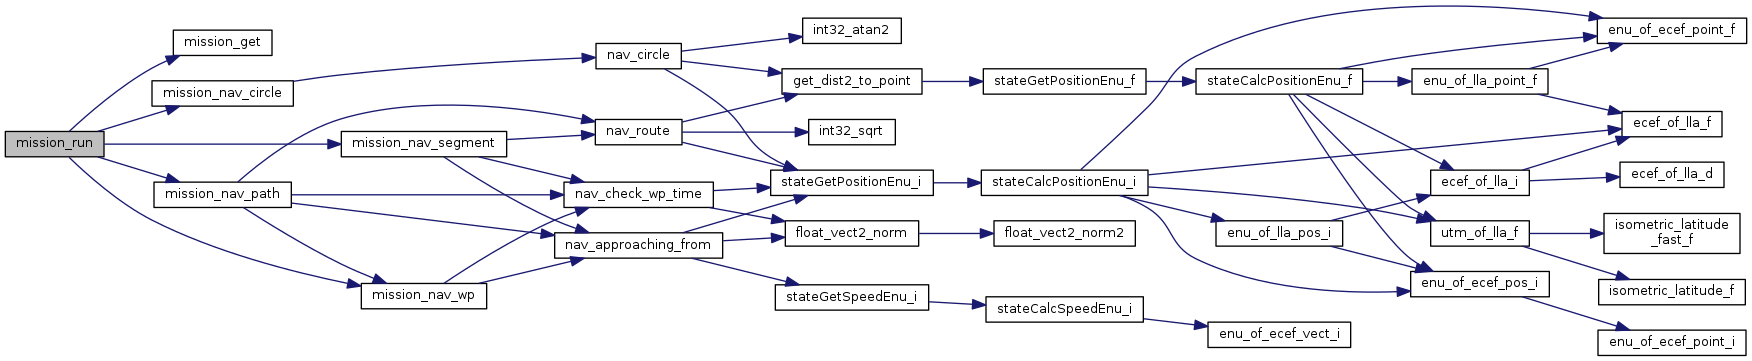 mission_run
mission_get
mission_nav_circle
mission_nav_segment
mission_nav_path
mission_nav_wp
nav_circle
nav_route
nav_check_wp_time
nav_approaching_from
int32_atan2
get_dist2_to_point
int32_sqrt
stateGetPositionEnu_i
float_vect2_norm
stateGetSpeedEnu_i
stateGetPositionEnu_f
stateCalcPositionEnu_i
float_vect2_norm2
stateCalcSpeedEnu_i
stateCalcPositionEnu_f
enu_of_lla_pos_i
enu_of_ecef_vect_i
enu_of_lla_point_f
ecef_of_lla_i
utm_of_lla_f
enu_of_ecef_pos_i
enu_of_ecef_point_f
ecef_of_lla_f
ecef_of_lla_d
isometric_latitude
_fast_f
isometric_latitude_f
enu_of_ecef_point_i